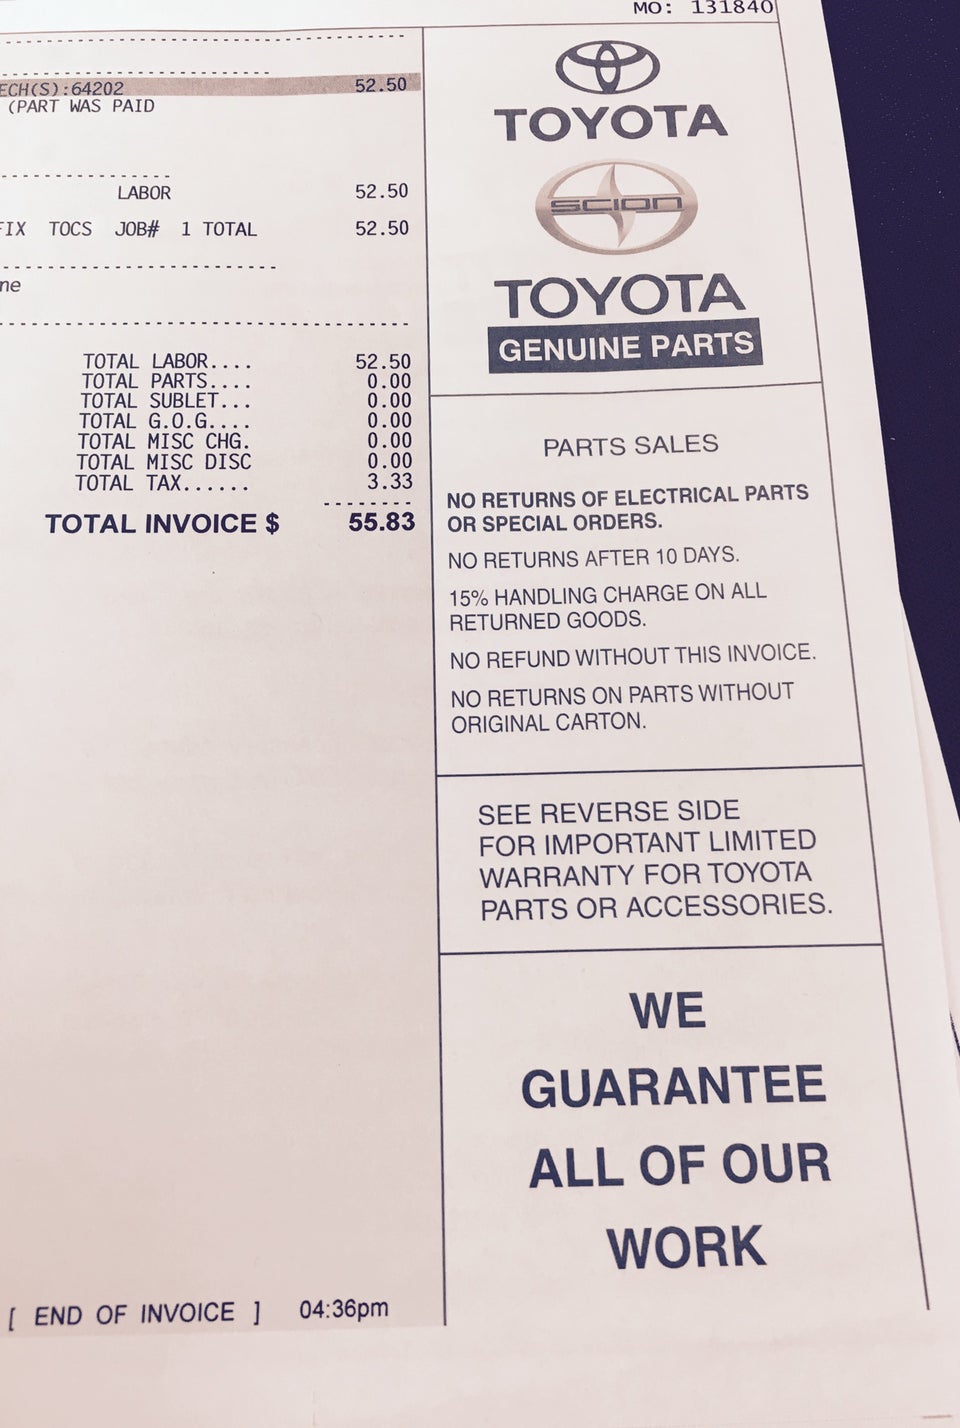 MO: 131840
ECH(S):64202 52.50
(PART WAS PAID
LABOR 52.50
FIX TOCS JOB# 1 TOTAL 52.50
ne
TOTAL LABOR.... 52.50
TOTAL PARTS.... 0.00
TOTAL SUBLET... 0.00
TOTAL G.O.G.... 0.00
TOTAL MISC CHG. 0.00
TOTAL MISC DISC 0.00
TOTAL TAX...... 3.33
TOTAL INVOICE $ 55.83
[ END OF INVOICE ] 04:36pm
TOYOTA
SCION
TOYOTA
GENUINE PARTS
PARTS SALES
NO RETURNS OF ELECTRICAL PARTS
OR SPECIAL ORDERS.
NO RETURNS AFTER 10 DAYS.
15% HANDLING CHARGE ON ALL
RETURNED GOODS.
NO REFUND WITHOUT THIS INVOICE.
NO RETURNS ON PARTS WITHOUT
ORIGINAL CARTON.
SEE REVERSE SIDE
FOR IMPORTANT LIMITED
WARRANTY FOR TOYOTA
PARTS OR ACCESSORIES.
WE
GUARANTEE
ALL OF OUR
WORK